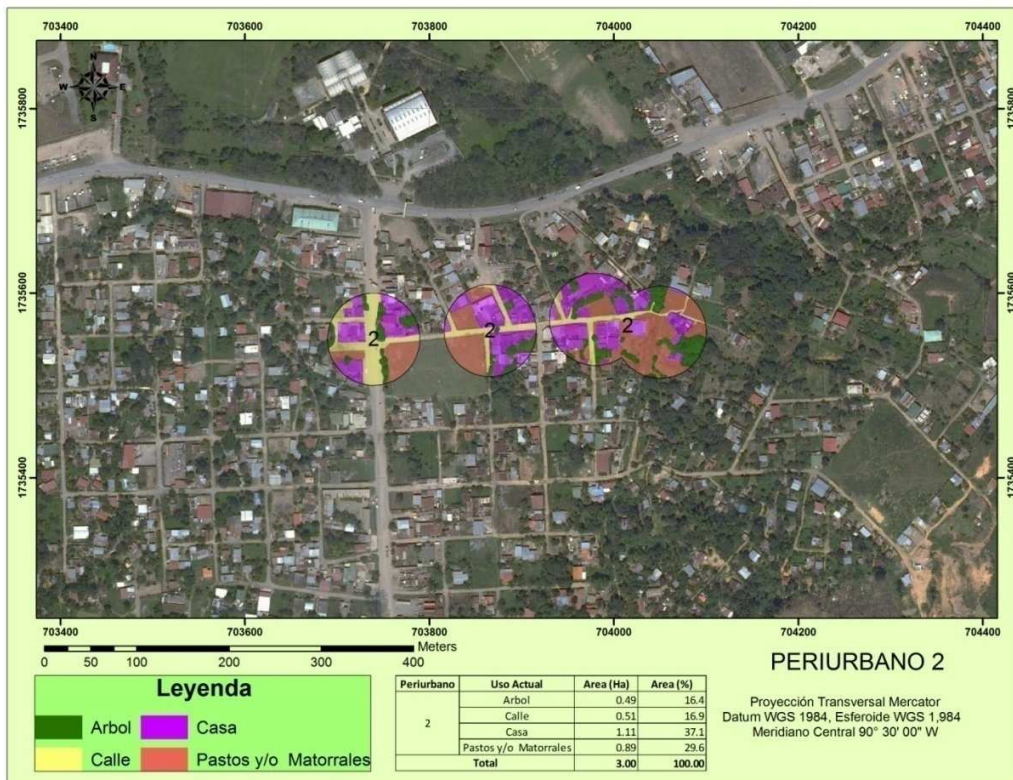 703400 703600 703800 704000 704200 704400
N
W E
S
1735800 1735800
1735600 1735600
2 2 2
1735400 1735400
703400 703600 703800 704000 704200 704400
0 50 100 200 300 400 Meters
Leyenda
Arbol Casa
Calle Pastos y/o Matorrales
Periurbano Uso Actual Area (Ha) Area (%)
2 Arbol 0.49 16.4
Calle 0.51 16.9
Casa 1.11 37.1
Pastos y/o Matorrales 0.89 29.6
Total 3.00 100.00
PERIURBANO 2
Proyección Transversal Mercator
Datum WGS 1984, Esferoide WGS 1,984
Meridiano Central 90° 30' 00" W